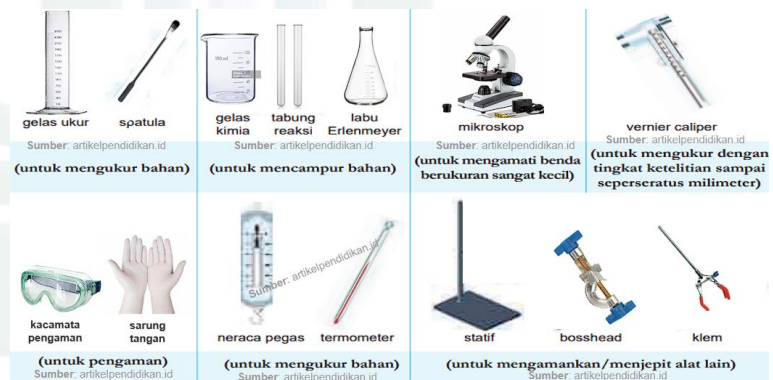 gelas ukur
spatula
Sumber: artikelpendidikan.id
(untuk mengukur bahan)
gelas
kimia
tabung
reaksi
labu
Erlenmeyer
Sumber: artikelpendidikan.id
(untuk mencampur bahan)
mikroskop
Sumber: artikelpendidikan.id
(untuk mengamati benda
berukuran sangat kecil)
vernier caliper
Sumber: artikelpendidikan.id
(untuk mengukur dengan
tingkat ketelitian sampai
seperseratus milimeter)
kacamata
pengaman
sarung
tangan
(untuk pengaman)
Sumber: artikelpendidikan.id
Sumber: artikelpendidikan.id
neraca pegas
termometer
(untuk mengukur bahan)
Sumber: artikelpendidikan.id
statif
bosshead
klem
(untuk mengamankan/menjepit alat lain)
Sumber: artikelpendidikan.id